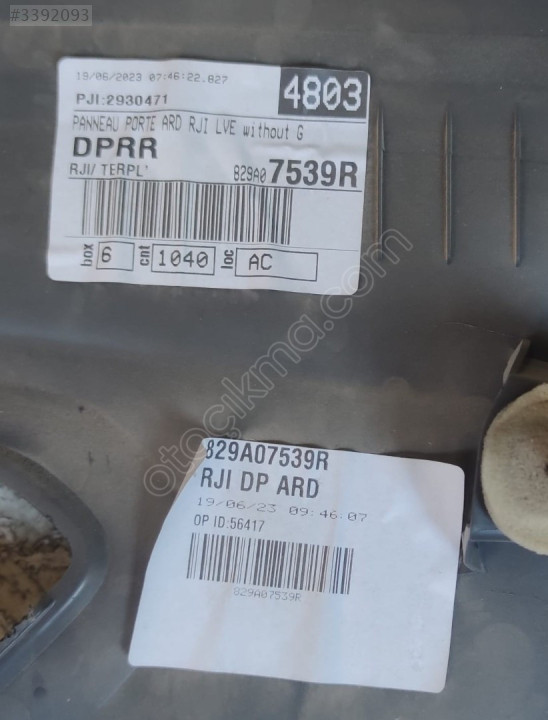 #3392093
19/06/2023 07:46:22.827
4803
PJI:2930471
PANNEAU PORTE ARD RJI LVE without G
DPRR
RJI/ TERPL'
829A07539R
box 6 cnt 1040 loc AC
otocikma.com
829A07539R
RJI DP ARD
19/06/23 09:46:07
OP ID:56417
829A07539R